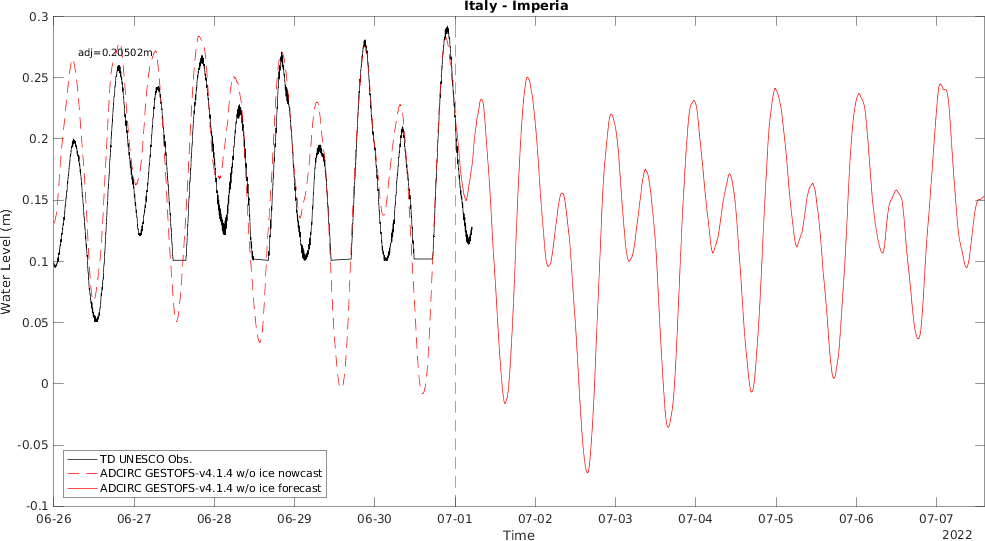 Italy - Imperia
adj=0.20502m
0.3
0.25
0.2
0.15
0.1
0.05
0
-0.05
-0.1
Water Level (m)
TD UNESCO Obs.
ADCIRC GESTOFS-v4.1.4 w/o ice nowcast
ADCIRC GESTOFS-v4.1.4 w/o ice forecast
06-26 06-27 06-28 06-29 06-30 07-01 07-02 07-03 07-04 07-05 07-06 07-07
Time
2022